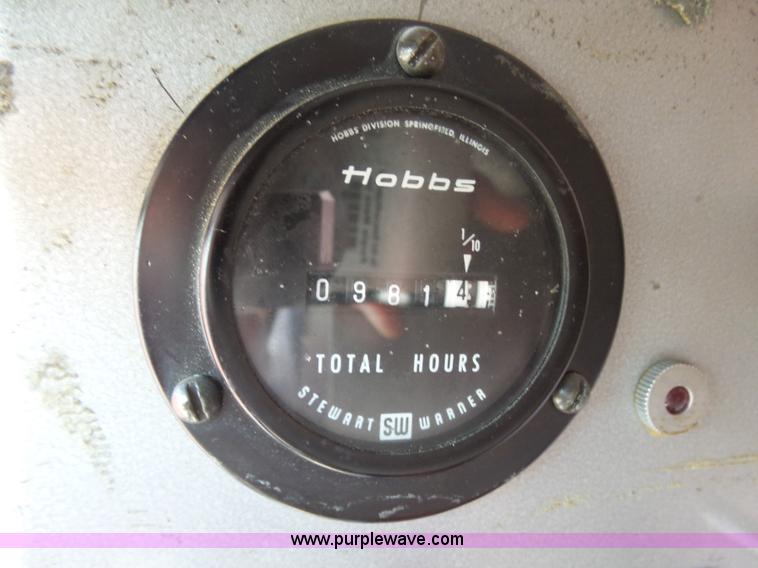 HOBBS DIVISION SPRINGFIELD, ILLINOIS
Hobbs
1/10
0 9 8 1 4
TOTAL HOURS
STEWART SW WARNER
www.purplewave.com